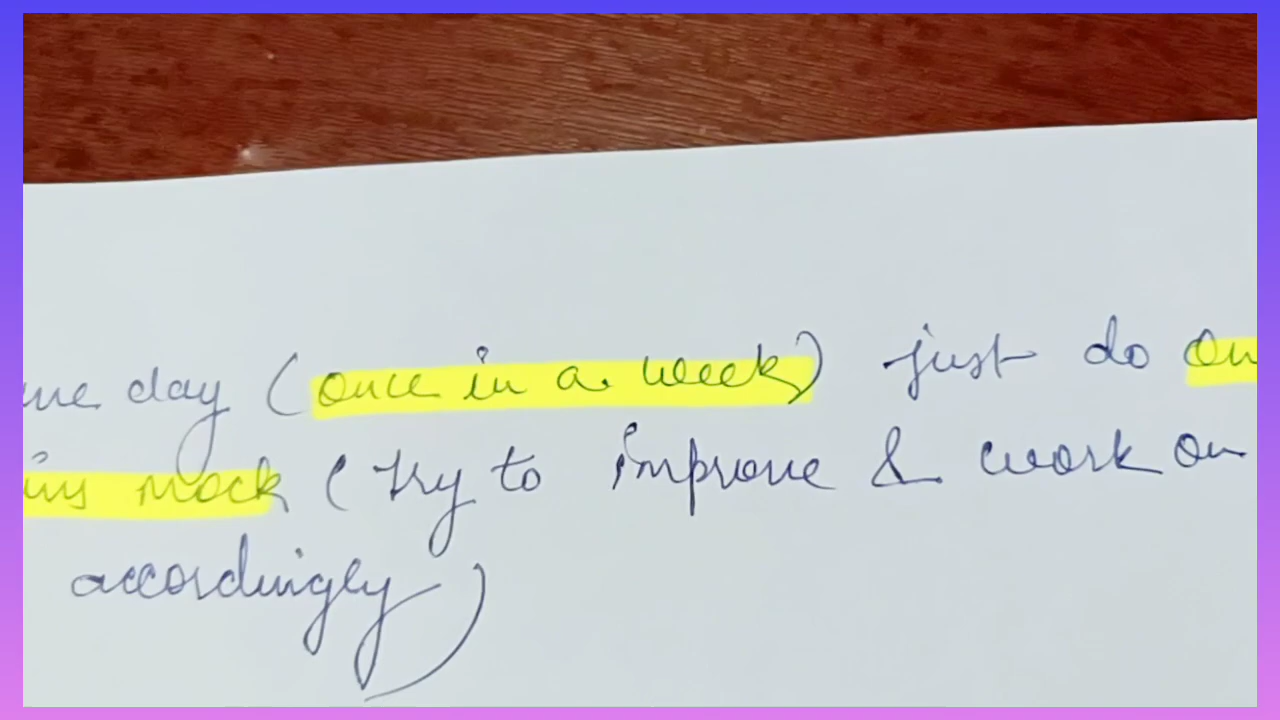 day (once in a week) just do
mock (try to improve & work on
accordingly)